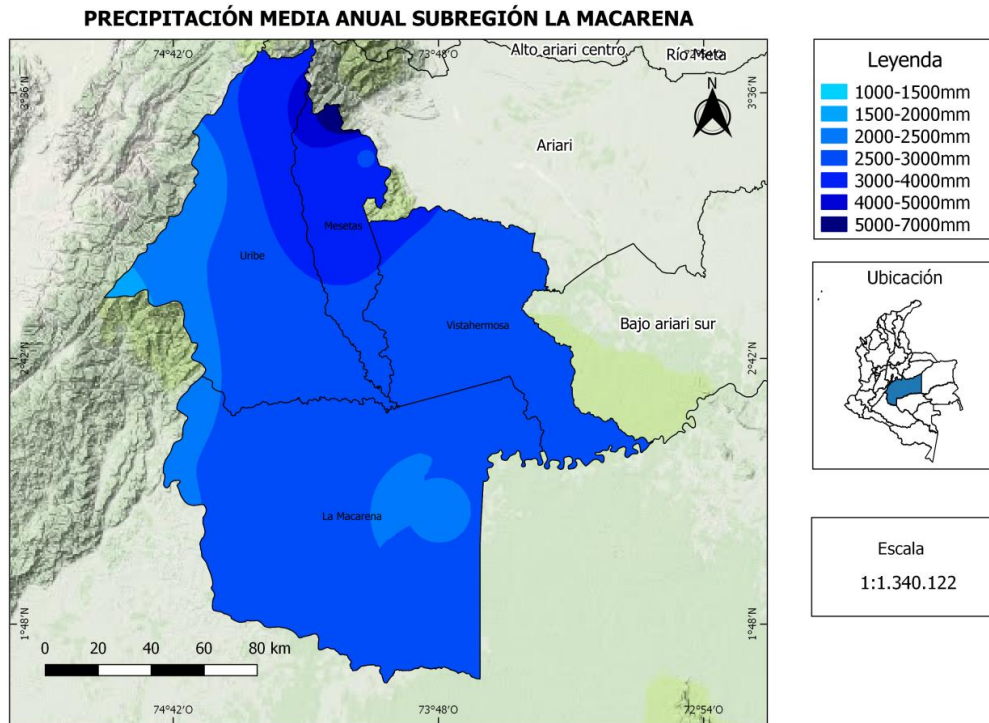 PRECIPITACIÓN MEDIA ANUAL SUBREGIÓN LA MACARENA
74°42'O
73°48'O
72°54'O
Alto ariari centro
Río Meta
3°36'N
3°36'N
N
Ariari
Mesetas
Uribe
Vistahermosa
Bajo ariari sur
2°42'N
2°42'N
La Macarena
1°48'N
1°48'N
0 20 40 60 80 km
74°42'O
73°48'O
72°54'O
Leyenda
1000-1500mm
1500-2000mm
2000-2500mm
2500-3000mm
3000-4000mm
4000-5000mm
5000-7000mm
Ubicación
Escala
1:1.340.122